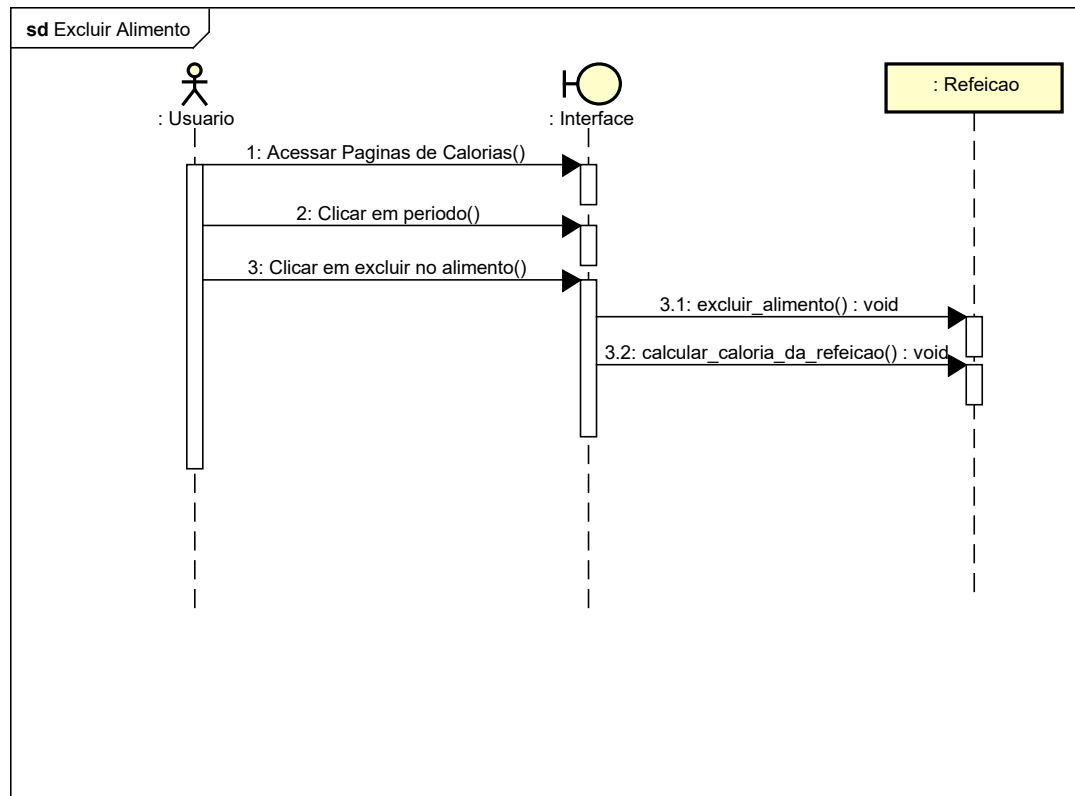 sd Excluir Alimento
: Usuario
: Interface
: Refeicao
1: Acessar Paginas de Calorias()
2: Clicar em periodo()
3: Clicar em excluir no alimento()
3.1: excluir_alimento() : void
3.2: calcular_caloria_da_refeicao() : void